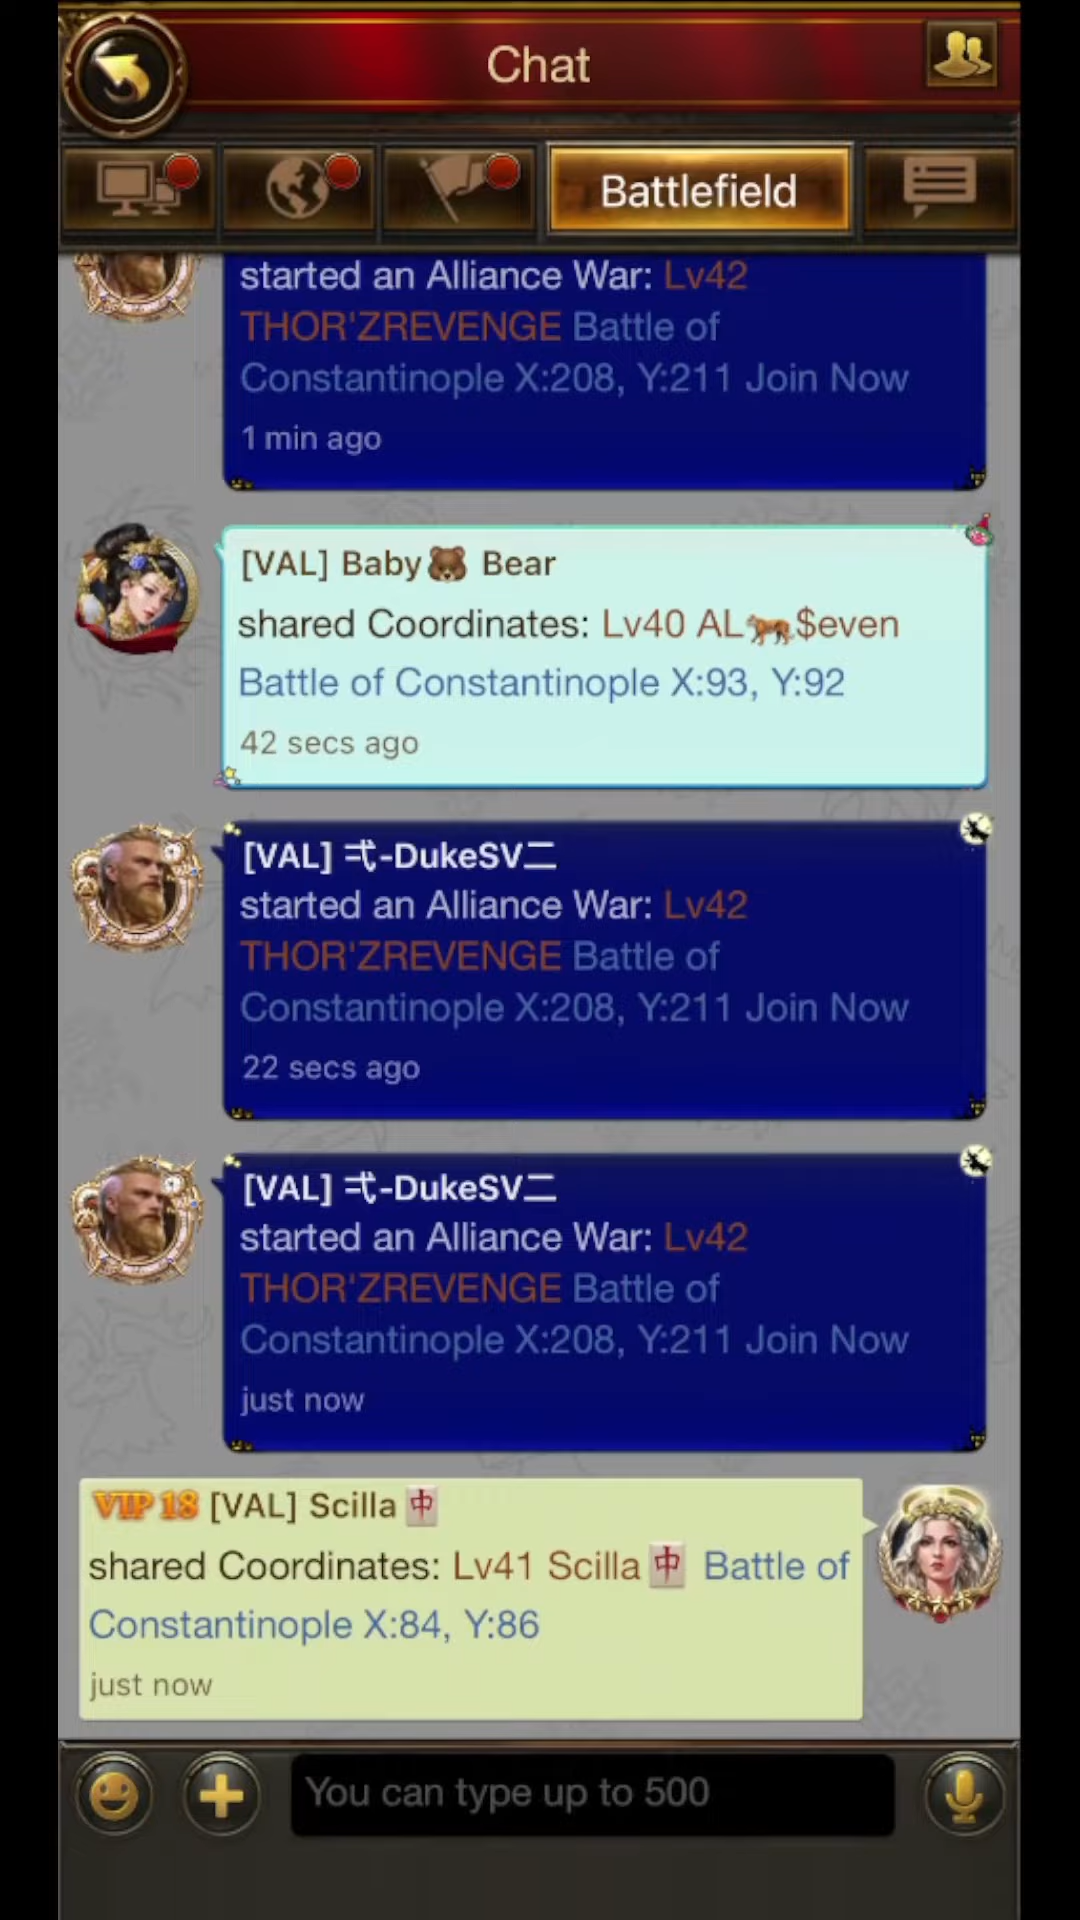 Chat
Battlefield
started an Alliance War: Lv42
THOR'ZREVENGE Battle of
Constantinople X:208, Y:211 Join Now
1 min ago
[VAL] Baby🐻 Bear
shared Coordinates: Lv40 AL🐅$even
Battle of Constantinople X:93, Y:92
42 secs ago
[VAL] 弌-DukeSV二
started an Alliance War: Lv42
THOR'ZREVENGE Battle of
Constantinople X:208, Y:211 Join Now
22 secs ago
[VAL] 弌-DukeSV二
started an Alliance War: Lv42
THOR'ZREVENGE Battle of
Constantinople X:208, Y:211 Join Now
just now
VIP 18 [VAL] Scilla🀄
shared Coordinates: Lv41 Scilla🀄 Battle of
Constantinople X:84, Y:86
just now
You can type up to 500